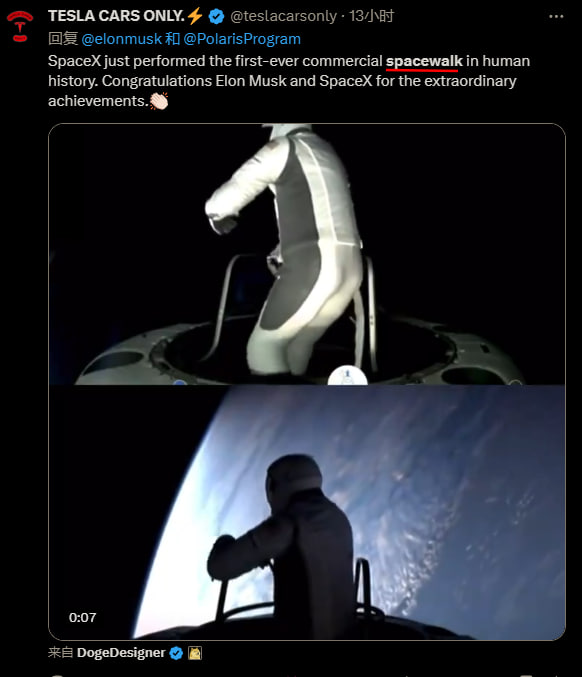 TESLA CARS ONLY.⚡ @teslacarsonly · 13小时
回复 @elonmusk 和 @PolarisProgram
SpaceX just performed the first-ever commercial spacewalk in human
history. Congratulations Elon Musk and SpaceX for the extraordinary
achievements.👏🏻
0:07
来自 DogeDesigner